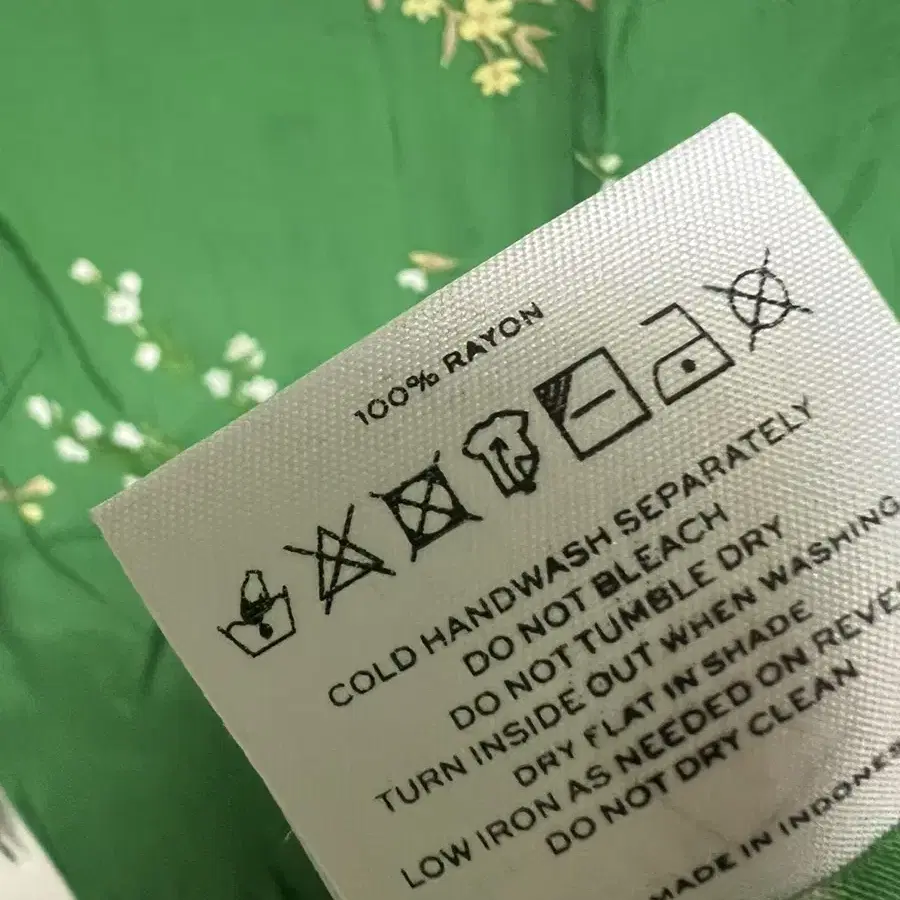 100% RAYON
COLD HANDWASH SEPARATELY
DO NOT BLEACH
DO NOT TUMBLE DRY
TURN INSIDE OUT WHEN WASHING
DRY FLAT IN SHADE
LOW IRON AS NEEDED ON
DO NOT DRY CLEAN
MADE IN